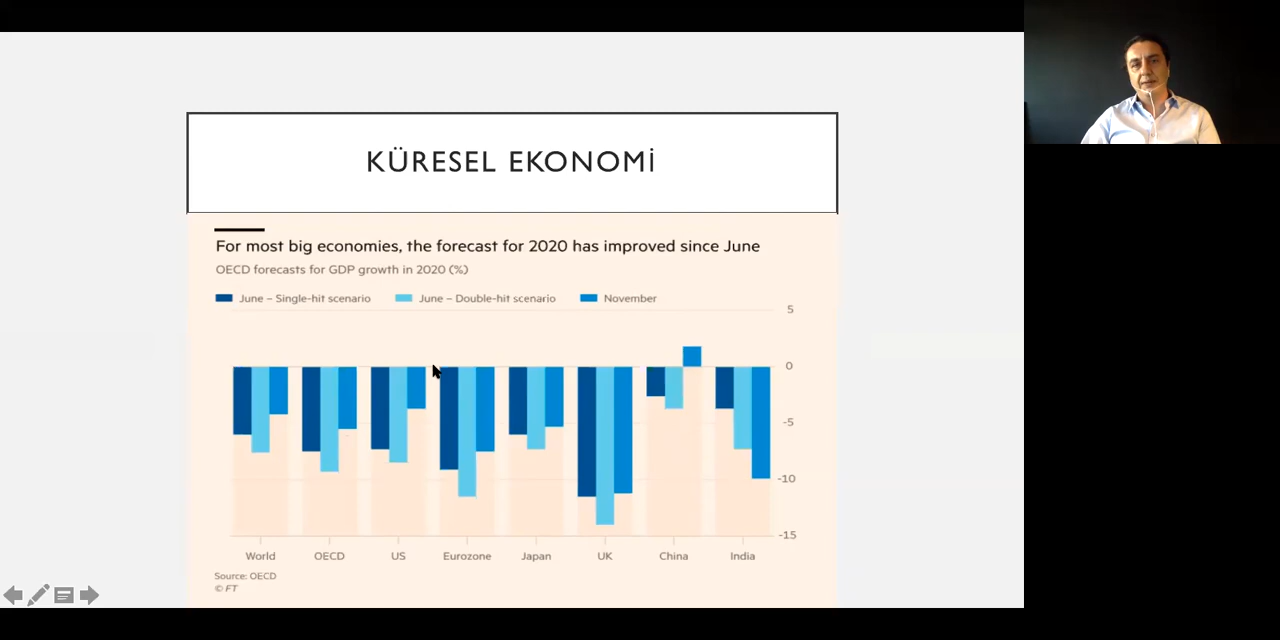 KÜRESEL EKONOMİ
For most big economies, the forecast for 2020 has improved since June
OECD forecasts for GDP growth in 2020 (%)
June – Single-hit scenario June – Double-hit scenario November
5
0
-5
-10
-15
World OECD US Eurozone Japan UK China India
Source: OECD
© FT